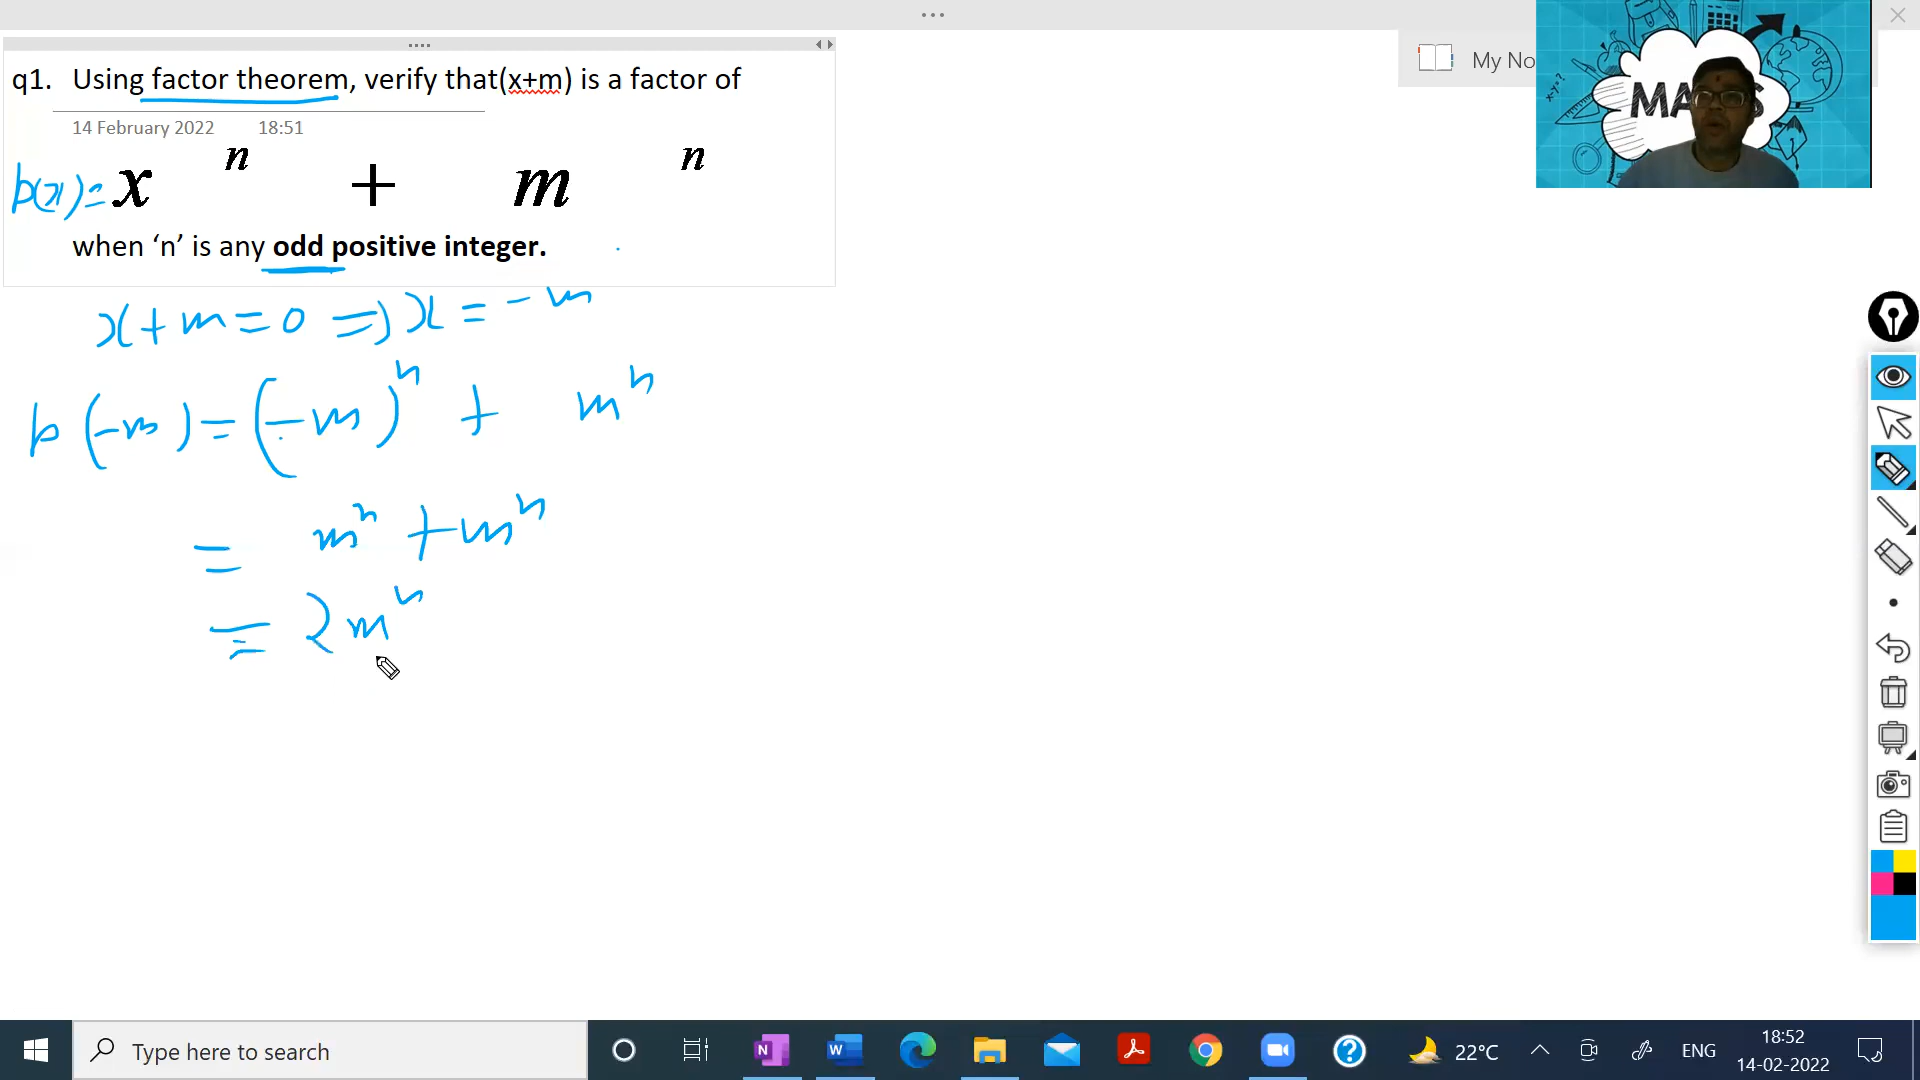 q1. Using factor theorem, verify that(x+m) is a factor of
14 February 2022 18:51
p(x)= x^n + m^n
when ‘n’ is any odd positive integer.
x+m=0 ⇒ x=-m
p(-m)=(-m)^n + m^n
= m^n + m^n
= 2m^n
My No
MA S
x-y=?
Type here to search
22°C
ENG
18:52
14-02-2022